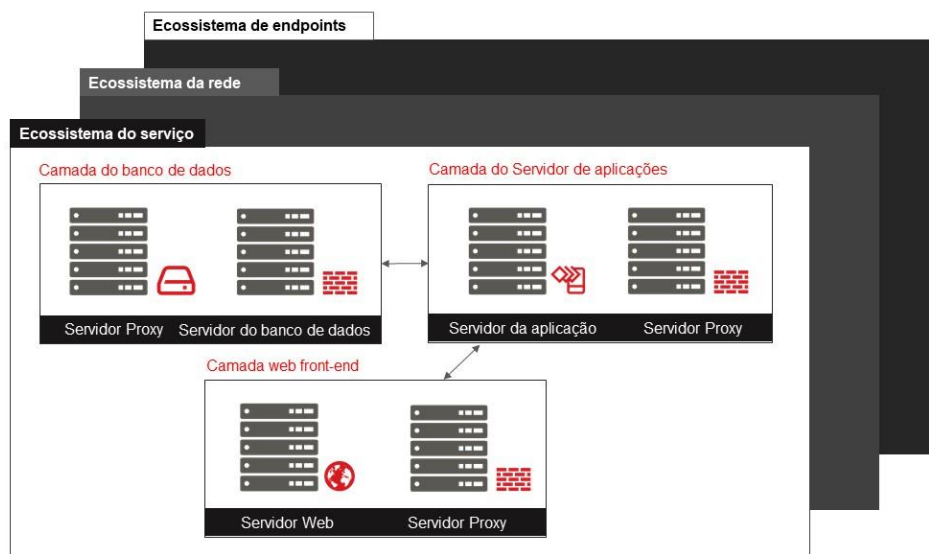 Ecossistema de endpoints
Ecossistema da rede
Ecossistema do serviço
Camada do banco de dados
Camada do Servidor de aplicações
Servidor Proxy
Servidor do banco de dados
Servidor da aplicação
Servidor Proxy
Camada web front-end
Servidor Web
Servidor Proxy